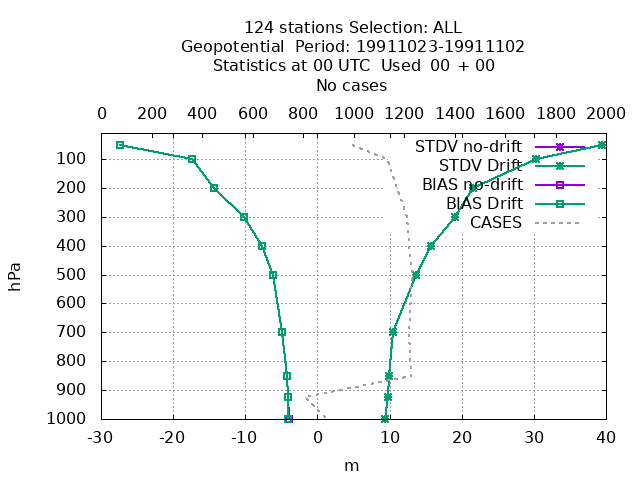 124 stations Selection: ALL
Geopotential  Period: 19911023-19911102
Statistics at 00 UTC  Used  00 + 00
No cases
0 200 400 600 800 1000 1200 1400 1600 1800 2000
STDV no-drift
STDV Drift
BIAS no-drift
BIAS Drift
CASES
100
200
300
400
500
600
700
800
900
1000
hPa
-30 -20 -10 0 10 20 30 40
m